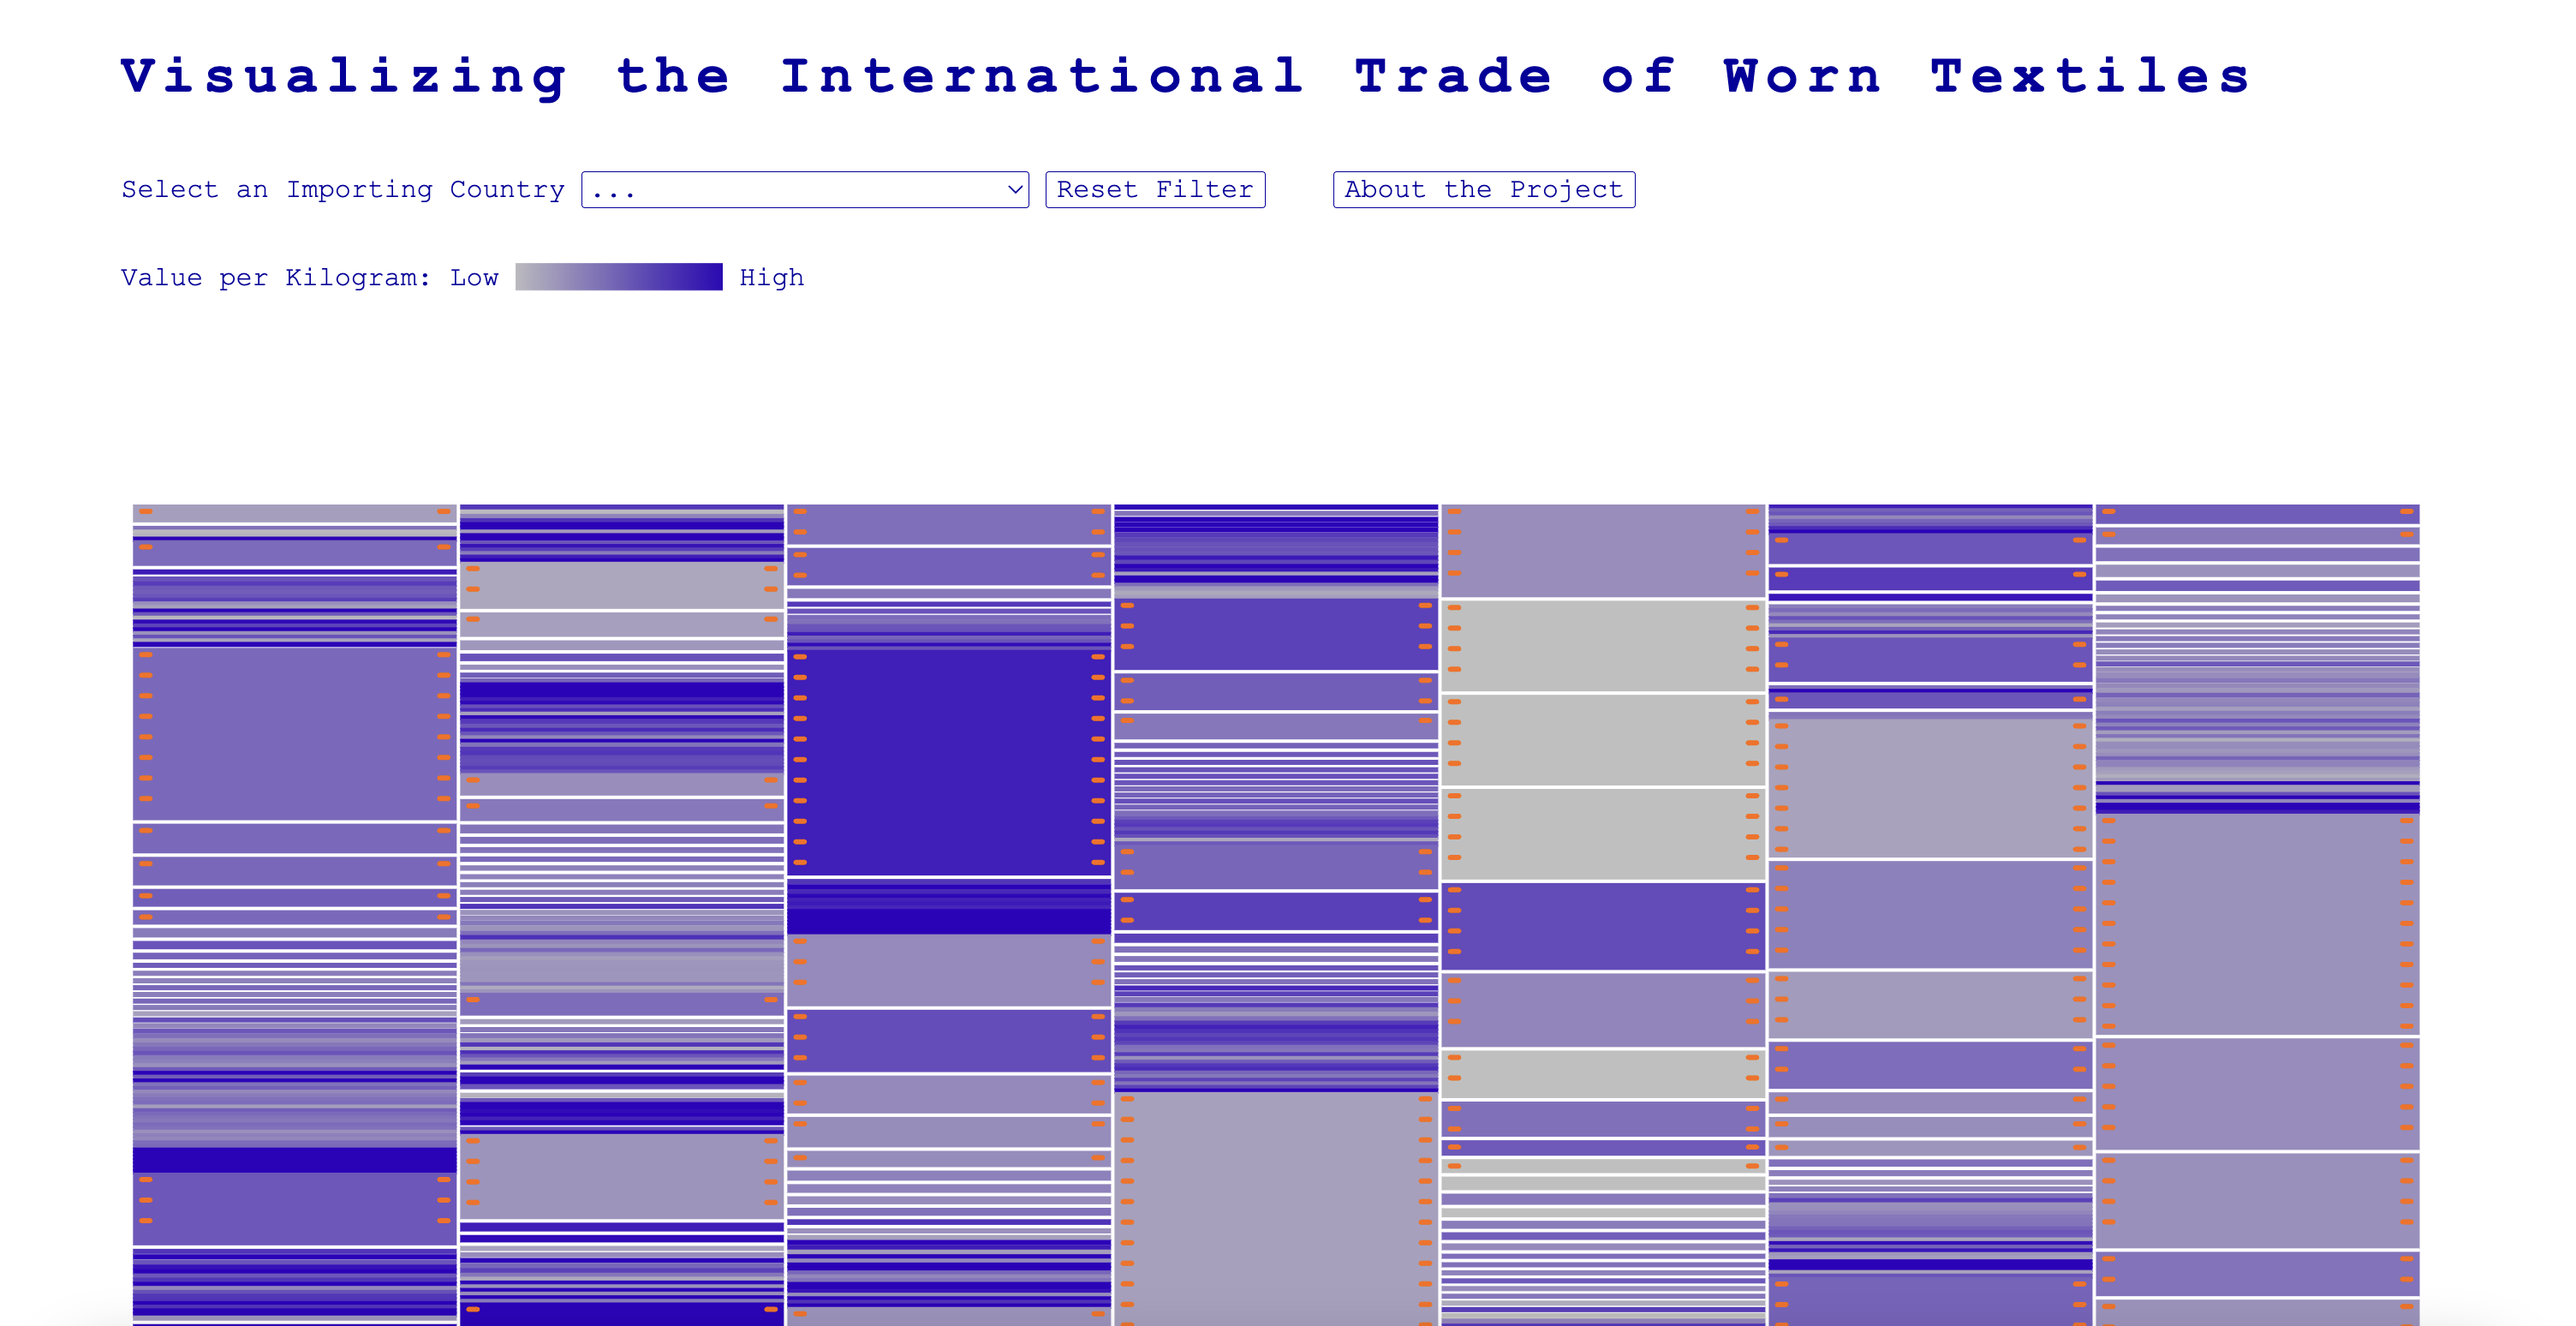 Visualizing the International Trade of Worn Textiles
Select an Importing Country ... Reset Filter About the Project
Value per Kilogram: Low High